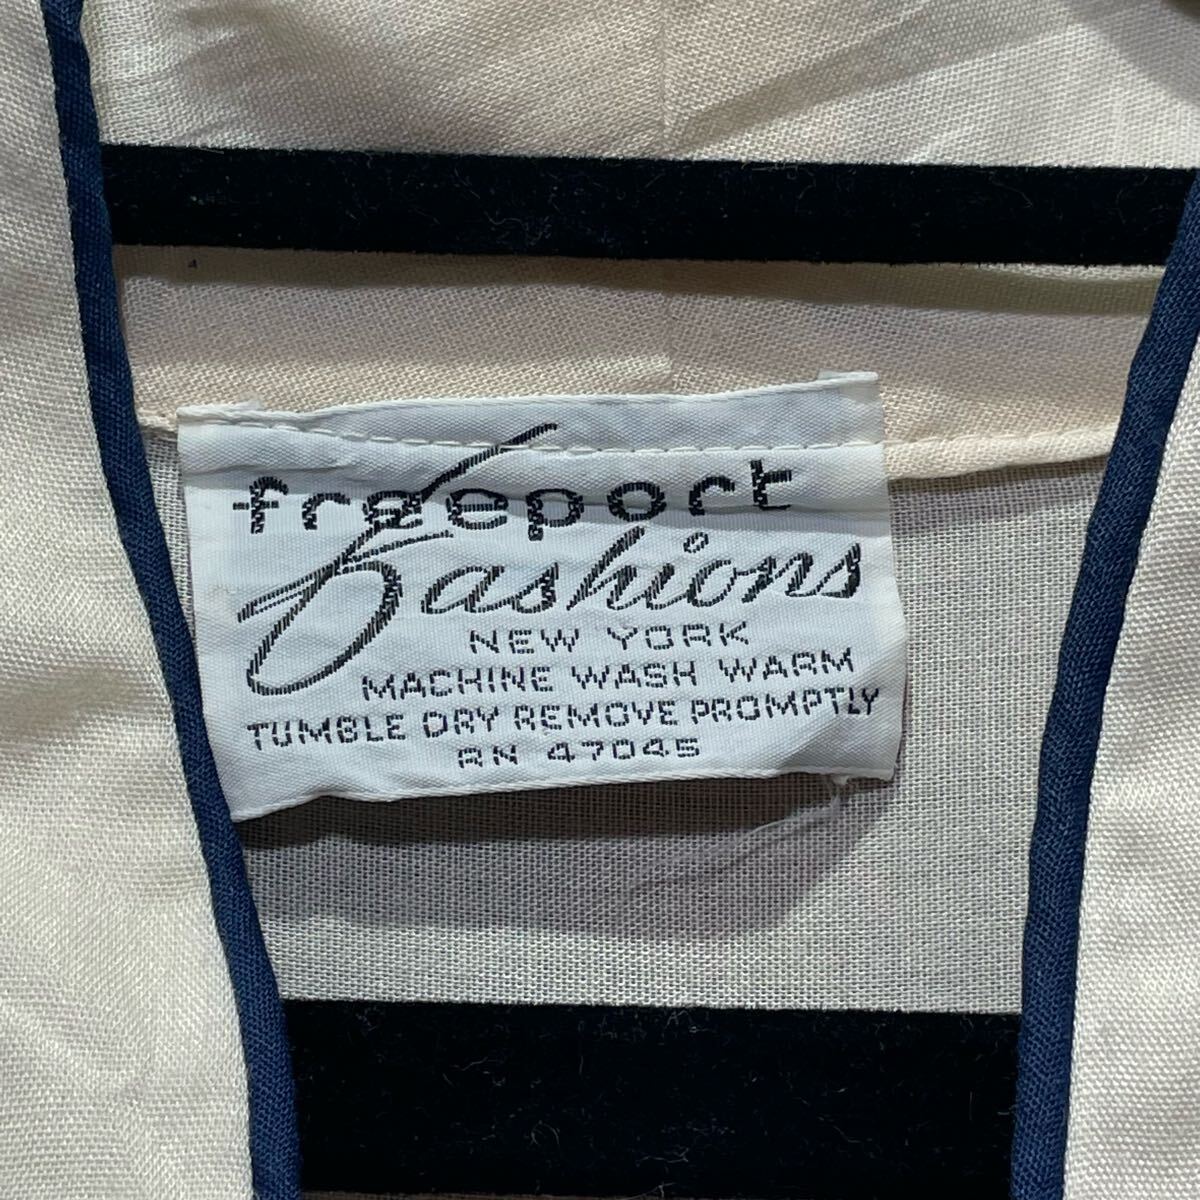 freeport
Fashions
NEW YORK
MACHINE WASH WARM
TUMBLE DRY REMOVE PROMPTLY
RN 47045